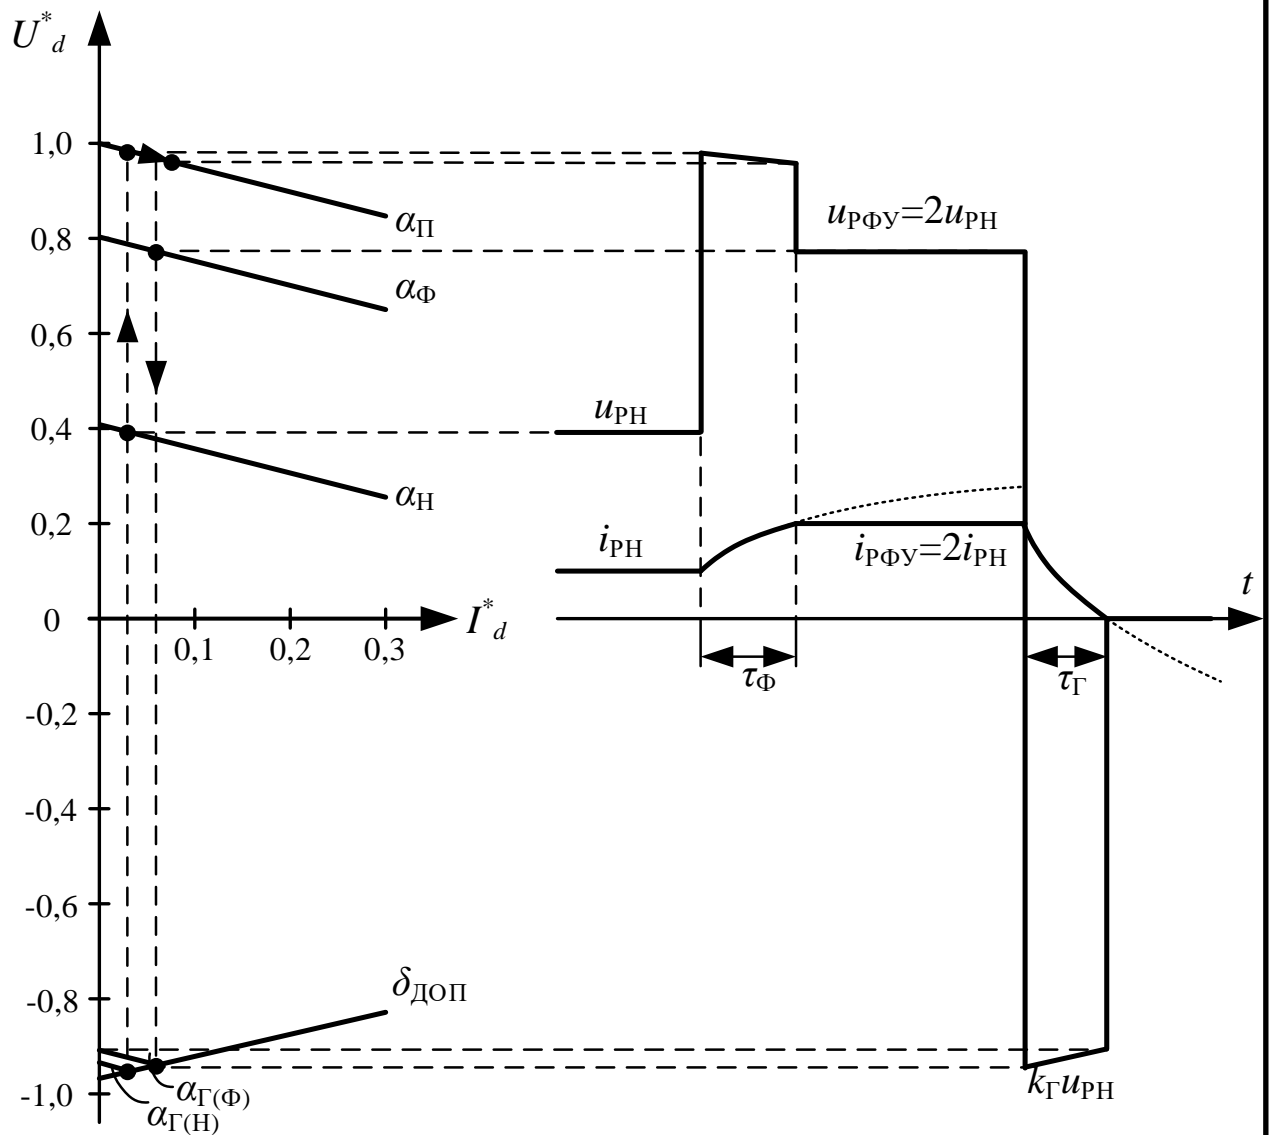 U*d
1,0
αП
uРФУ=2uРН
0,8
αФ
0,6
uРН
0,4
αН
0,2
iРН
iРФУ=2iРН
t
0
I*d
0,1
0,2
0,3
τФ
τГ
-0,2
-0,4
-0,6
-0,8
δДОП
-1,0
αГ(Ф)
kГuРН
αГ(Н)